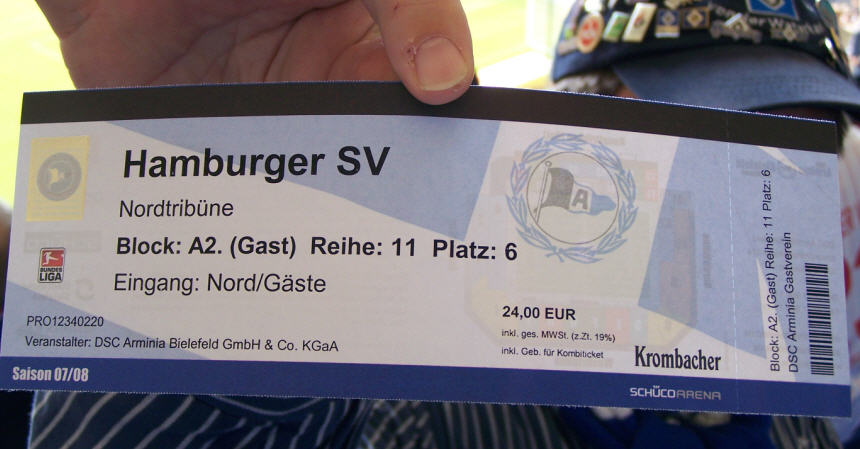 Hamburger SV
Nordtribüne
Block: A2. (Gast) Reihe: 11 Platz: 6
Eingang: Nord/Gäste
BUNDES
LIGA
A
24,00 EUR
inkl. ges. MWSt. (z.Zt. 19%)
inkl. Geb. für Kombiticket
PRO12340220
Veranstalter: DSC Arminia Bielefeld GmbH & Co. KGaA
Krombacher
Saison 07/08
SCHÜCOARENA
Block: A2. (Gast) Reihe: 11 Platz: 6
DSC Arminia Gastverein